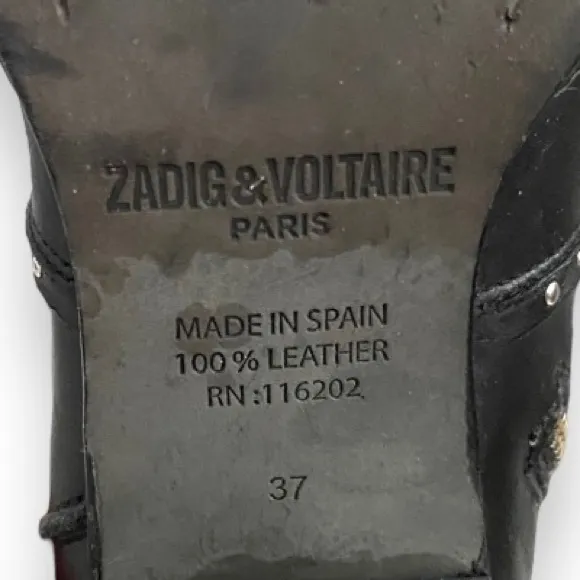 ZADIG&VOLTAIRE
PARIS
MADE IN SPAIN
100 % LEATHER
RN :116202
37